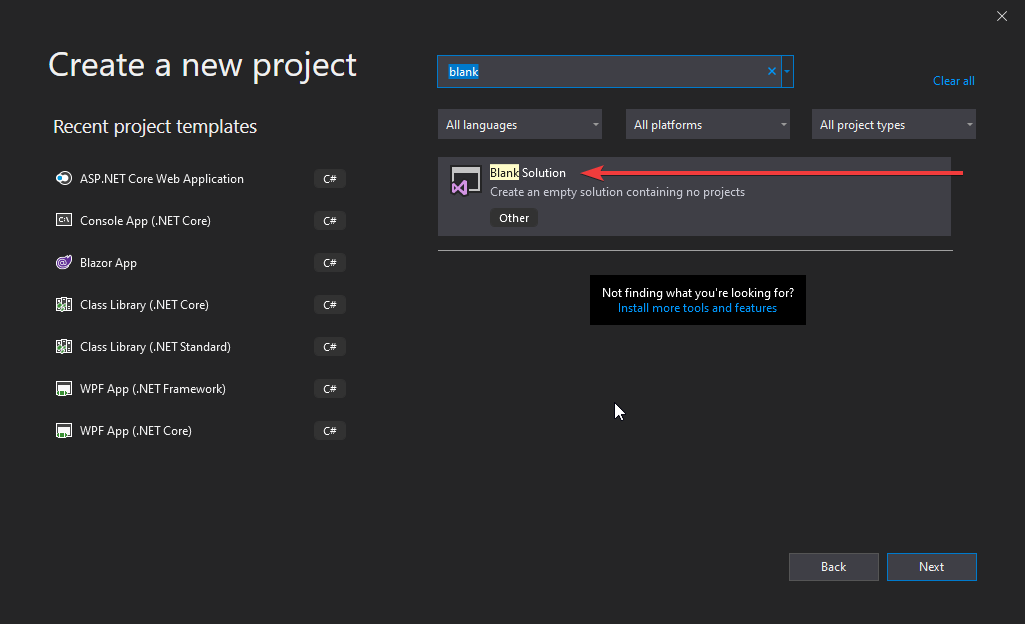 Create a new project
Recent project templates
ASP.NET Core Web Application C#
Console App (.NET Core) C#
Blazor App C#
Class Library (.NET Core) C#
Class Library (.NET Standard) C#
WPF App (.NET Framework) C#
WPF App (.NET Core) C#
blank
Clear all
All languages All platforms All project types
Blank Solution
Create an empty solution containing no projects
Other
Not finding what you're looking for?
Install more tools and features
Back Next